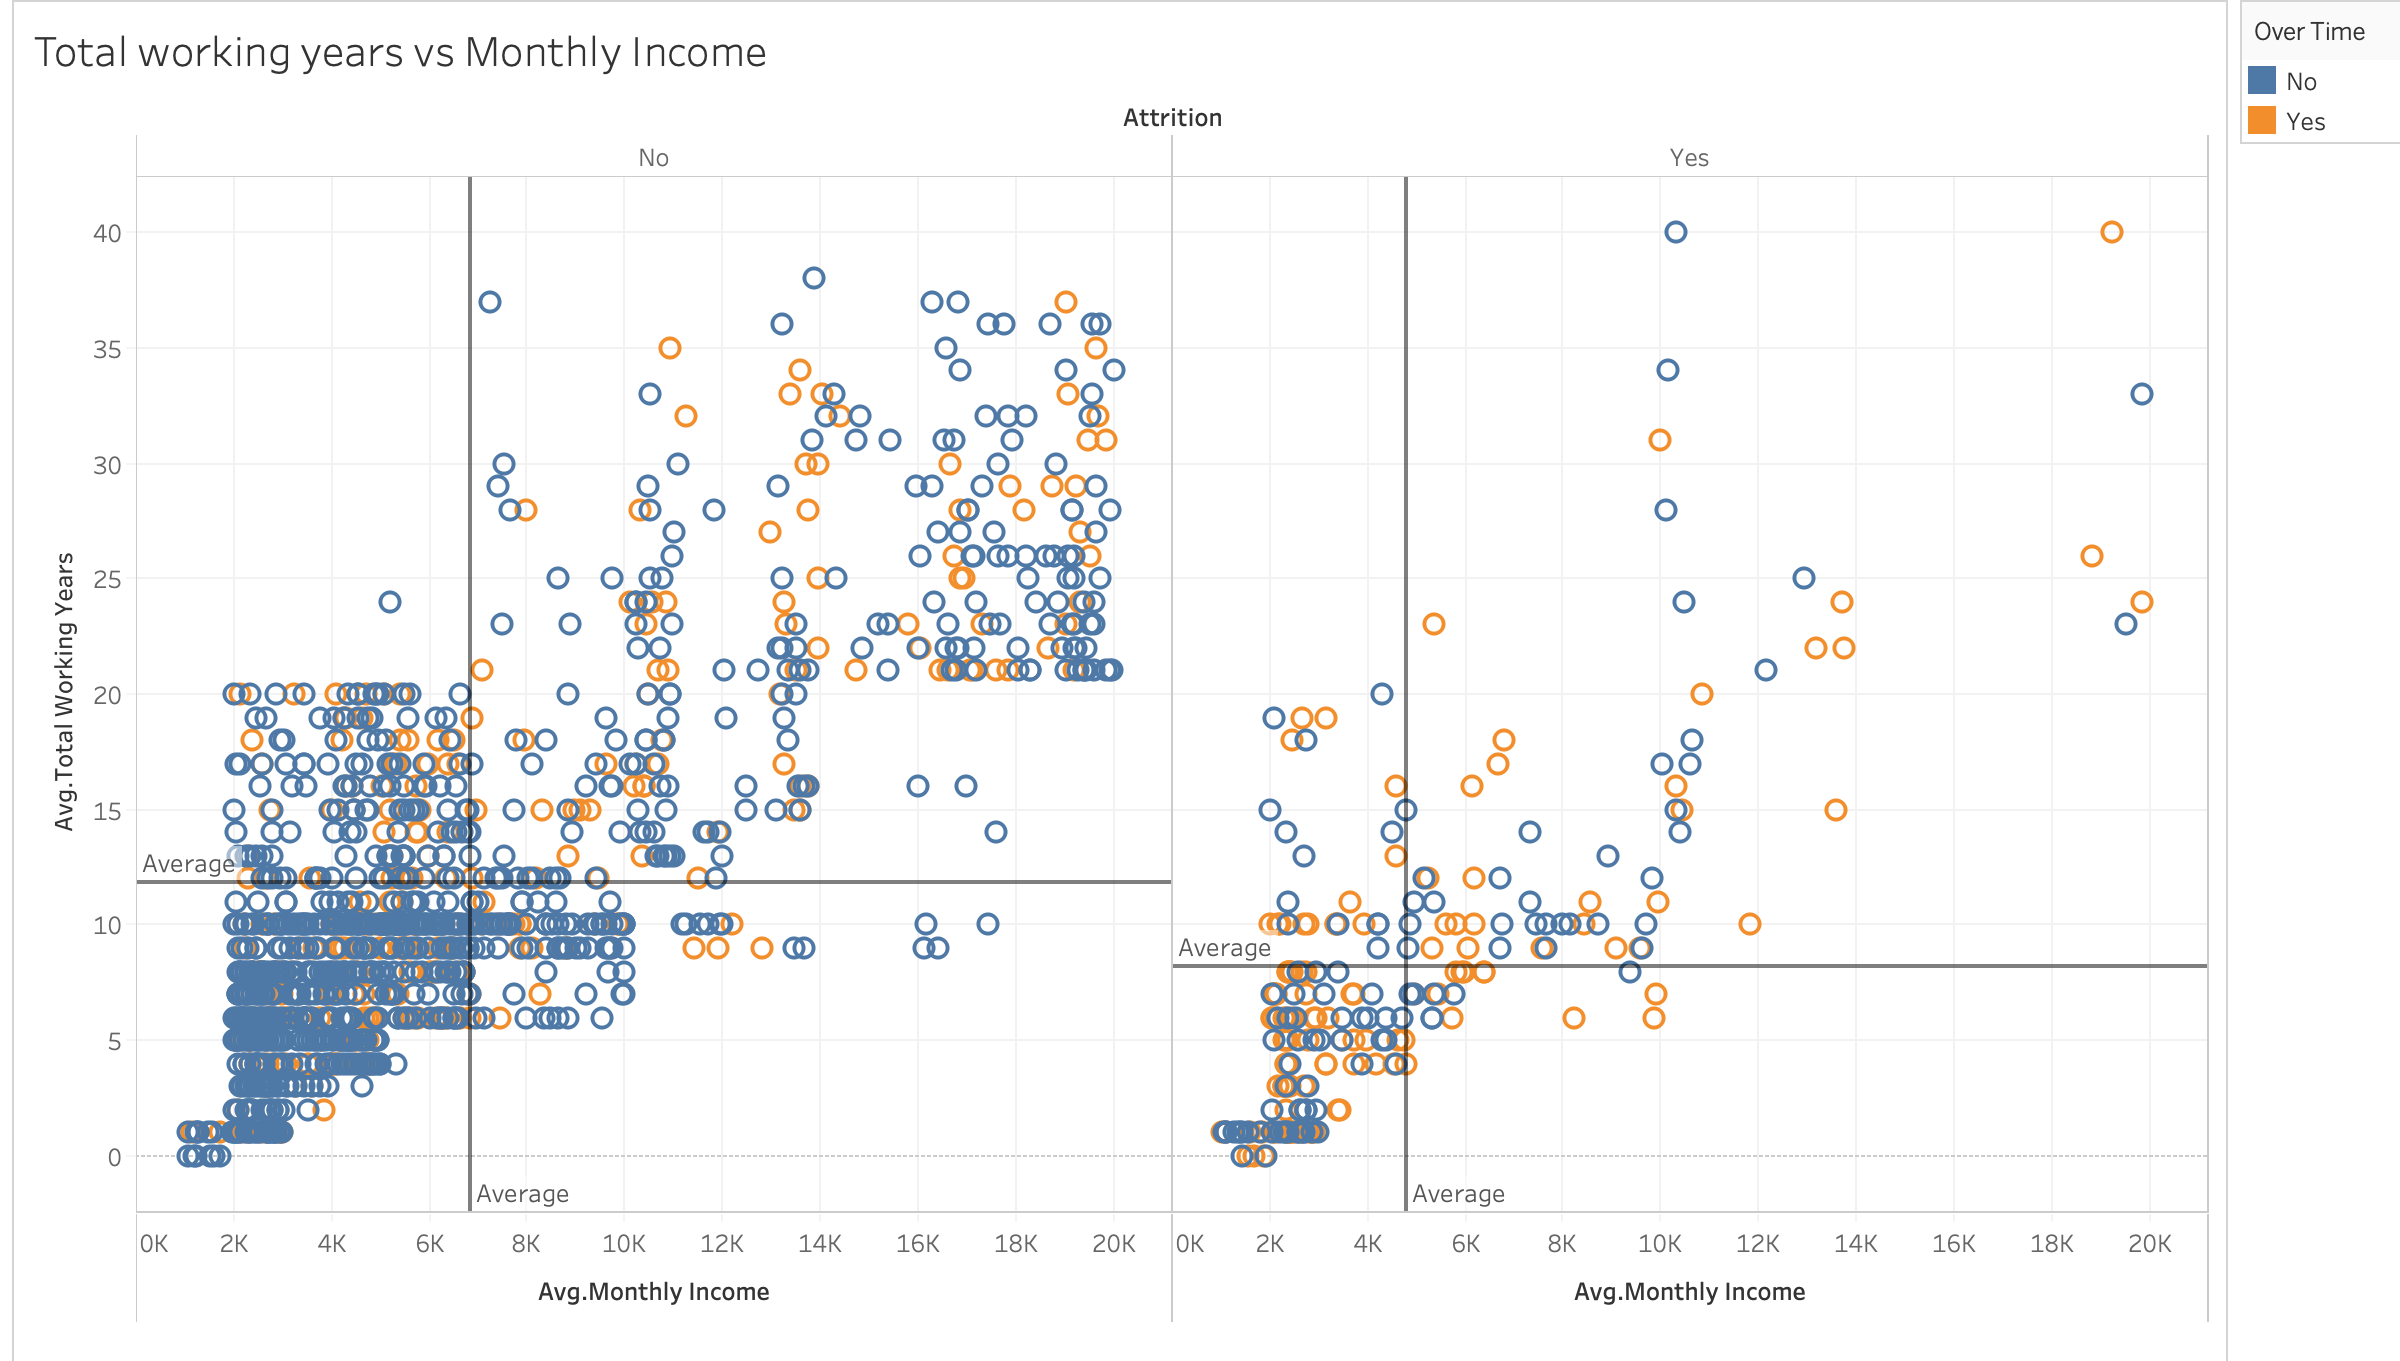 Total working years vs Monthly Income
Over Time
No
Yes
Attrition
No
Yes
Avg.Total Working Years
40
35
30
25
20
15
10
5
0
Average
Average
Average
Average
0K 2K 4K 6K 8K 10K 12K 14K 16K 18K 20K
0K 2K 4K 6K 8K 10K 12K 14K 16K 18K 20K
Avg.Monthly Income
Avg.Monthly Income